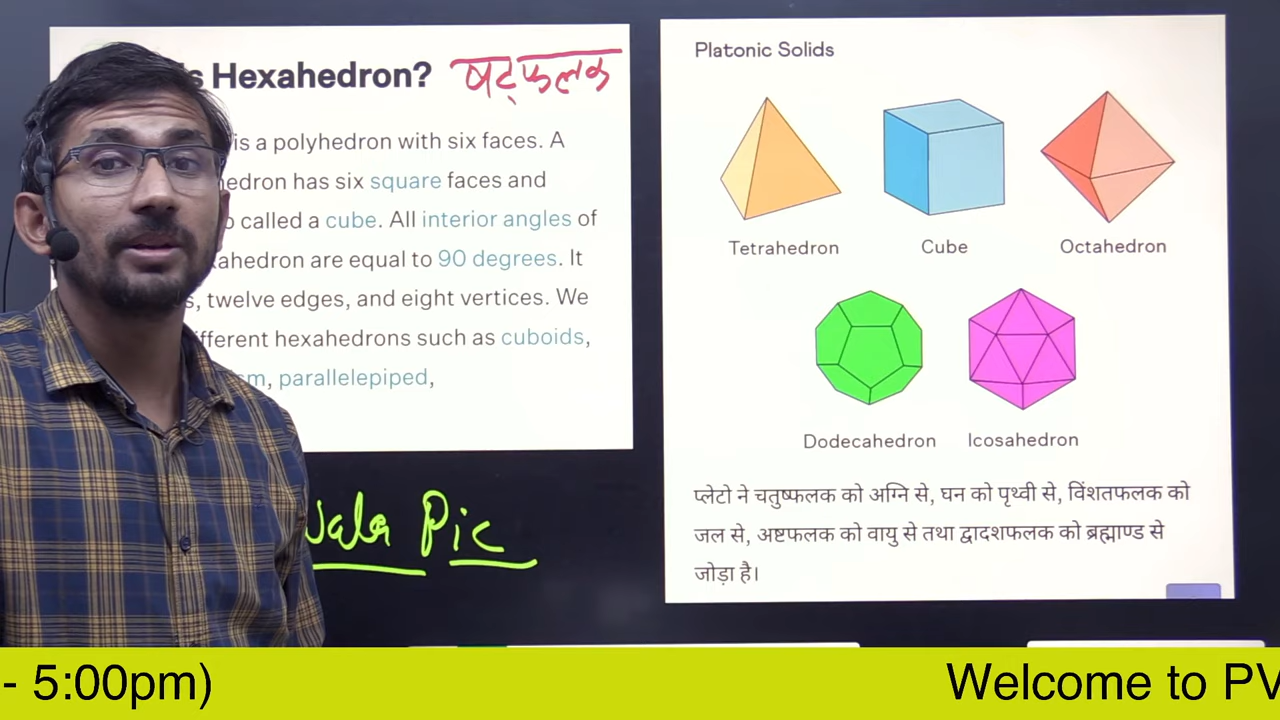 s Hexahedron? षट्फलक
is a polyhedron with six faces. A
hedron has six square faces and
o called a cube. All interior angles of
xahedron are equal to 90 degrees. It
s, twelve edges, and eight vertices. We
fferent hexahedrons such as cuboids,
sm, parallelepiped,
Pic
Platonic Solids
Tetrahedron
Cube
Octahedron
Dodecahedron
Icosahedron
प्लेटो ने चतुष्फलक को अग्नि से, घन को पृथ्वी से, विंशतफलक को
जल से, अष्टफलक को वायु से तथा द्वादशफलक को ब्रह्माण्ड से
जोड़ा है।
- 5:00pm) Welcome to PV